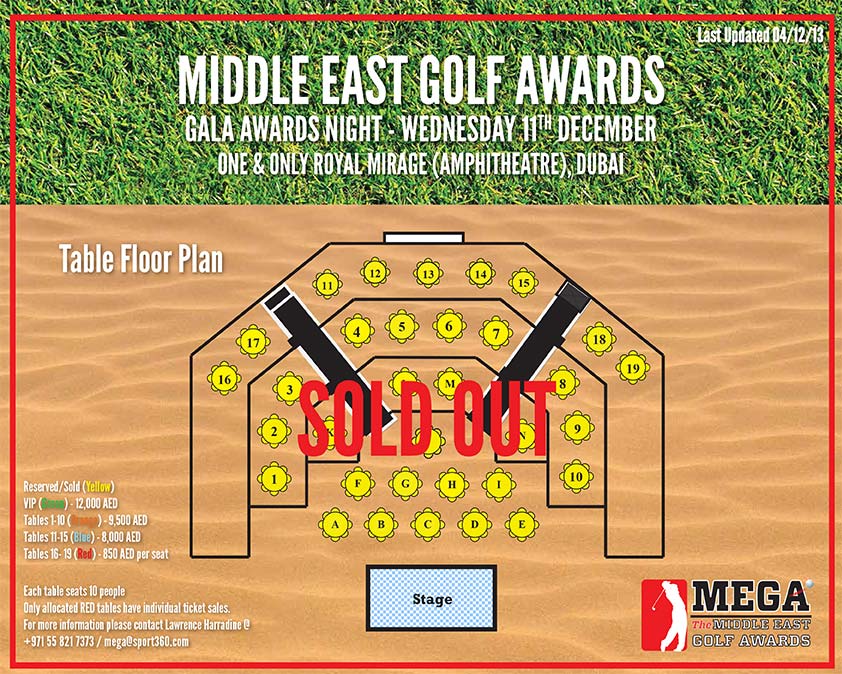 Last Updated 04/12/13
MIDDLE EAST GOLF AWARDS
GALA AWARDS NIGHT - WEDNESDAY 11TH DECEMBER
ONE & ONLY ROYAL MIRAGE (AMPHITHEATRE), DUBAI
Table Floor Plan
11 12 13 14 15
17 4 5 6 7 18
16 3 M 8 19
SOLD OUT
2 K N 9
1 F G H I 10
A B C D E
Reserved/Sold (Yellow)
VIP (Green) - 12,000 AED
Tables 1-10 (Orange) - 9,500 AED
Tables 11-15 (Blue) - 8,000 AED
Tables 16- 19 (Red) - 850 AED per seat
Each table seats 10 people
Only allocated RED tables have individual ticket sales.
For more information please contact Lawrence Harradine @
+971 55 821 7373 / mega@sport360.com
Stage
MEGA
The MIDDLE EAST
GOLF AWARDS